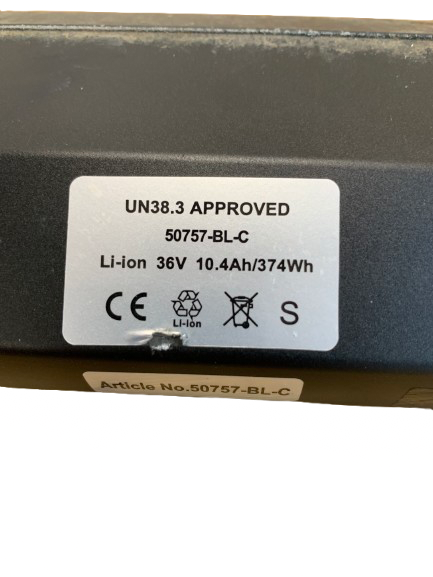 UN38.3 APPROVED
50757-BL-C
Li-ion 36V 10.4Ah/374Wh
CE Li-ion S
Article No.50757-BL-C